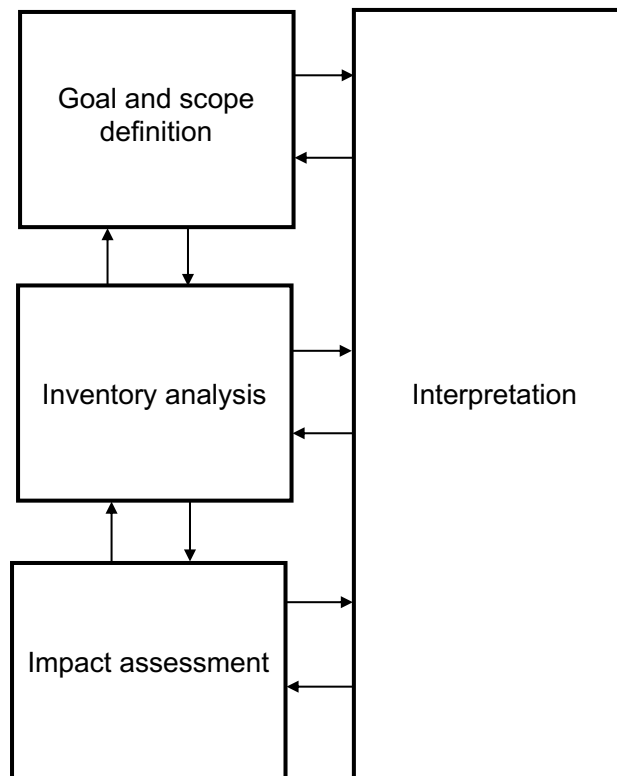 Goal and scope
definition
Inventory analysis
Interpretation
Impact assessment